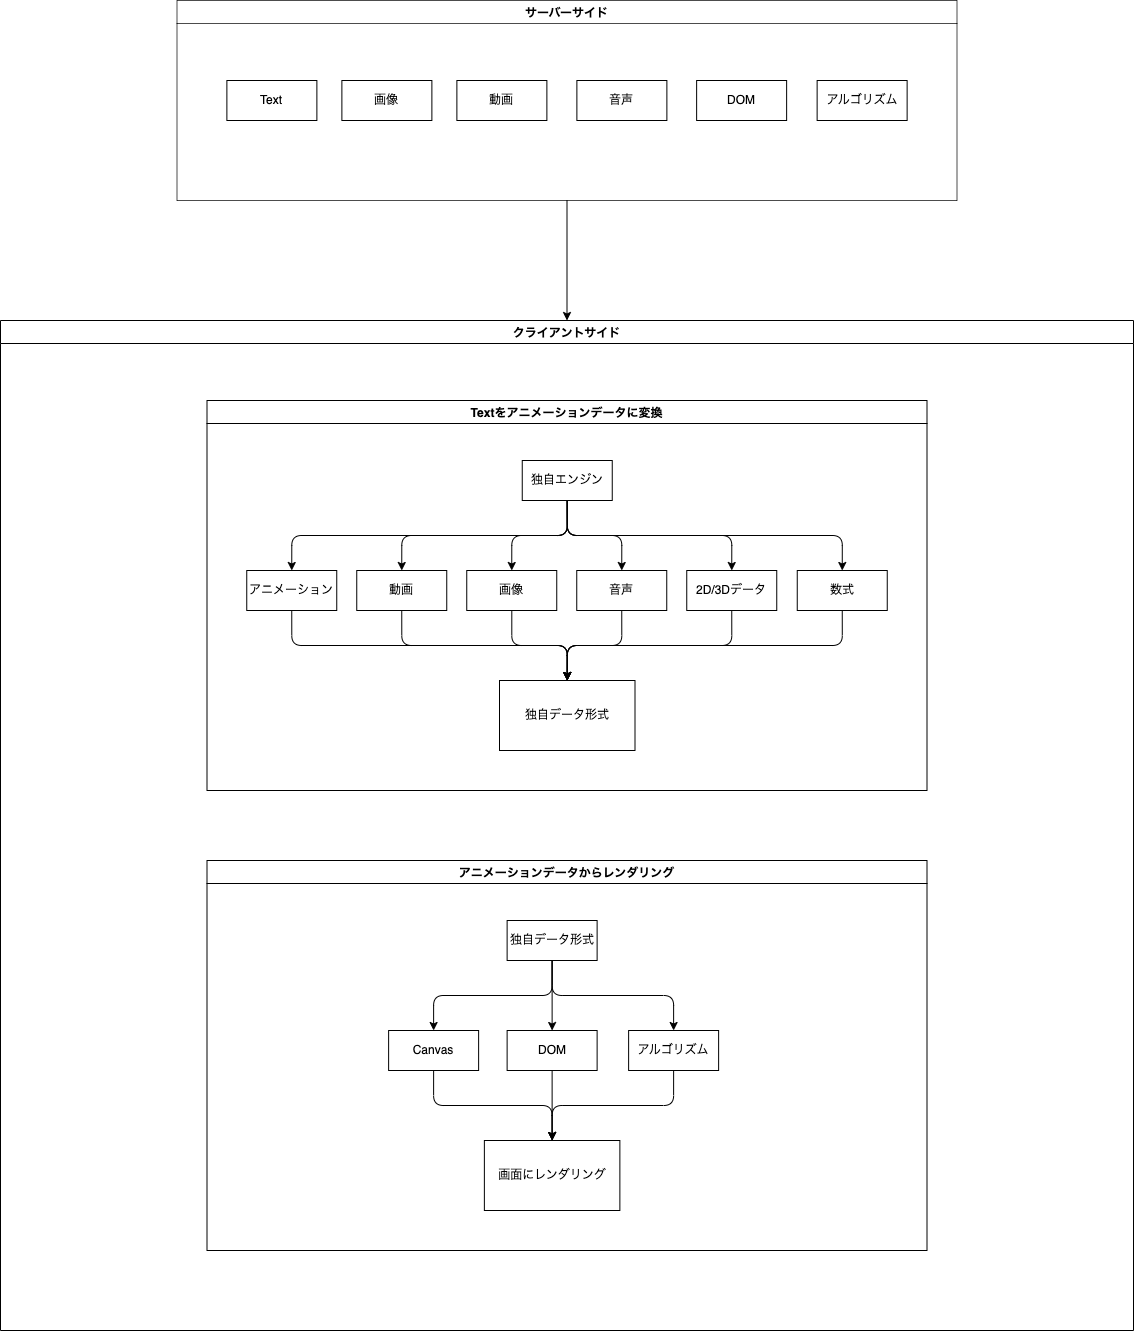 サーバーサイド
Text
画像
動画
音声
DOM
アルゴリズム
クライアントサイド
Textをアニメーションデータに変換
独自エンジン
アニメーション
動画
画像
音声
2D/3Dデータ
数式
独自データ形式
アニメーションデータからレンダリング
独自データ形式
Canvas
DOM
アルゴリズム
画面にレンダリング